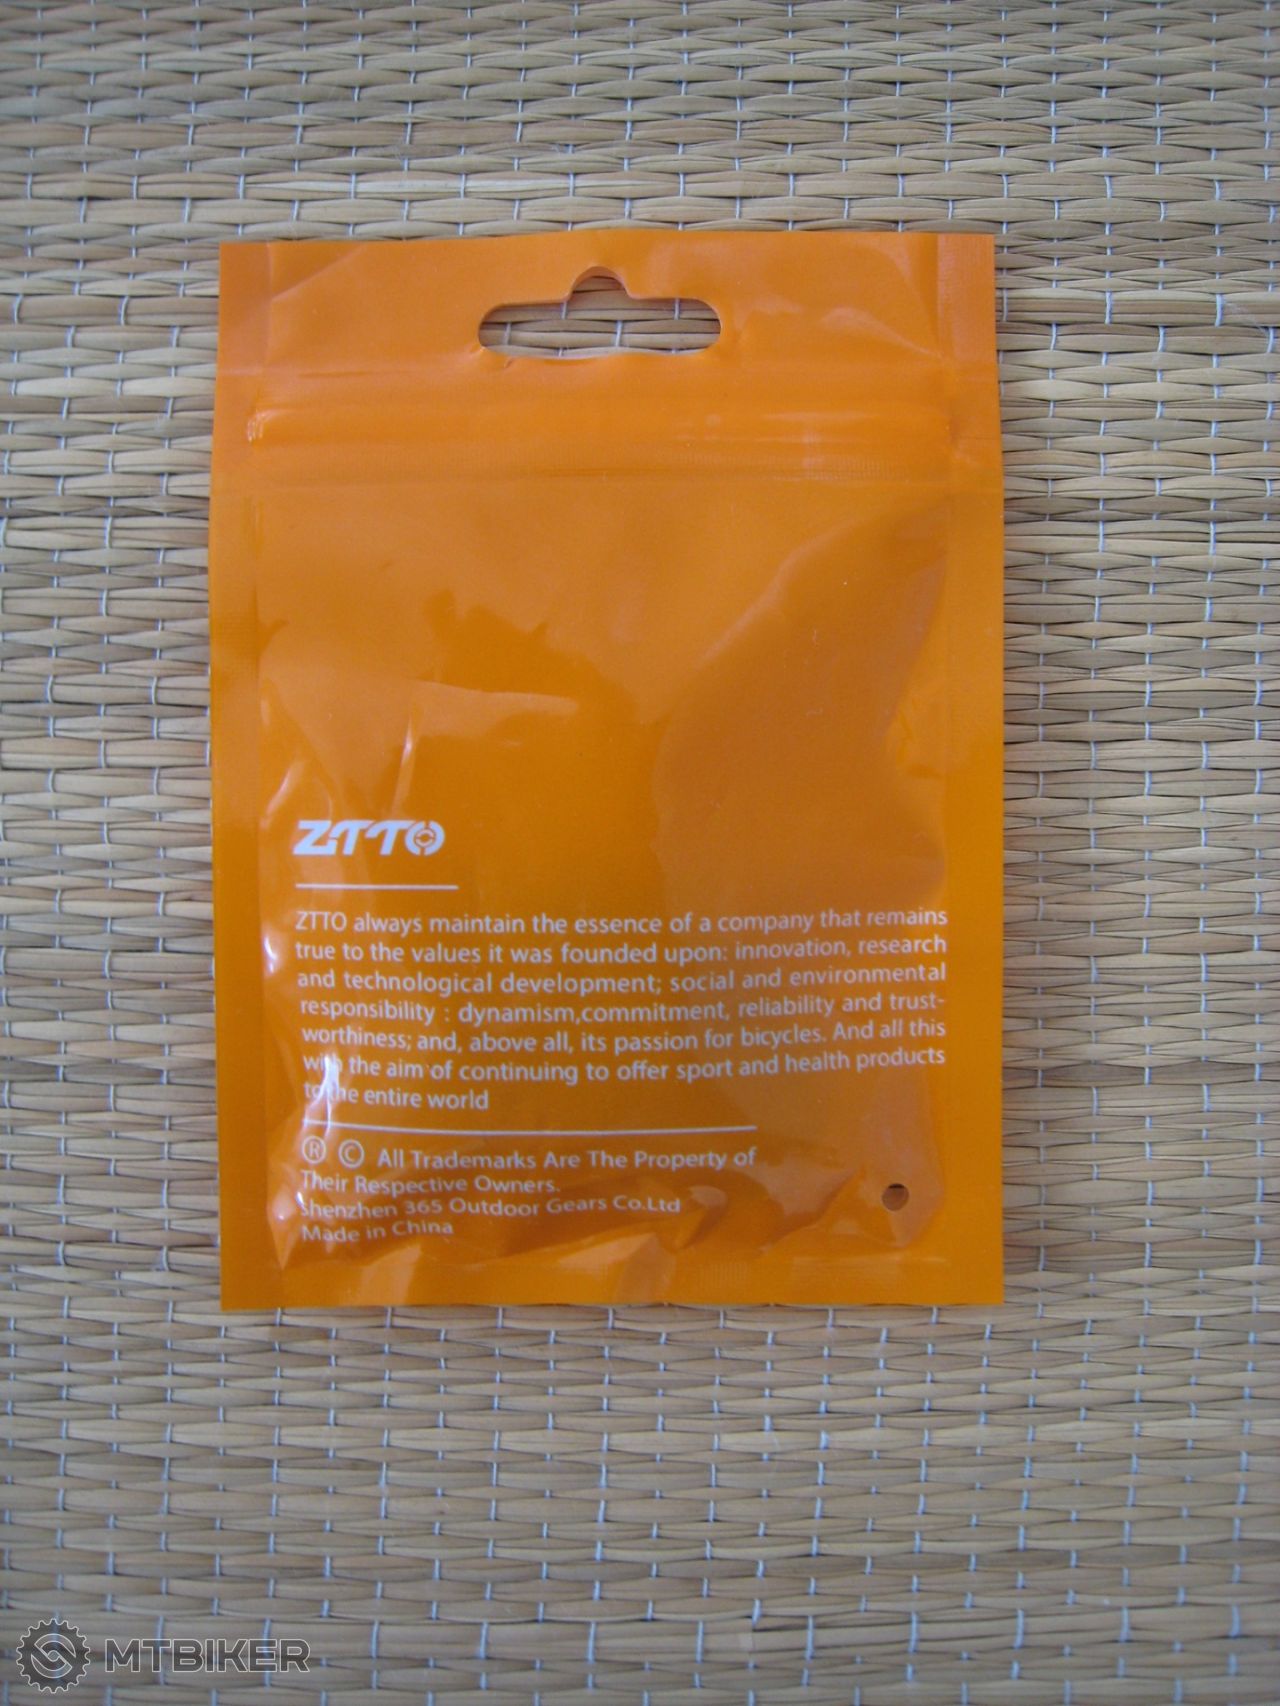 ZTTO
ZTTO always maintain the essence of a company that remains
true to the values it was founded upon: innovation, research
and technological development; social and environmental
responsibility : dynamism,commitment, reliability and trust-
worthiness; and, above all, its passion for bicycles. And all this
with the aim of continuing to offer sport and health products
to the entire world
® © All Trademarks Are The Property of
Their Respective Owners.
Shenzhen 365 Outdoor Gears Co.Ltd
Made in China
MTBIKER